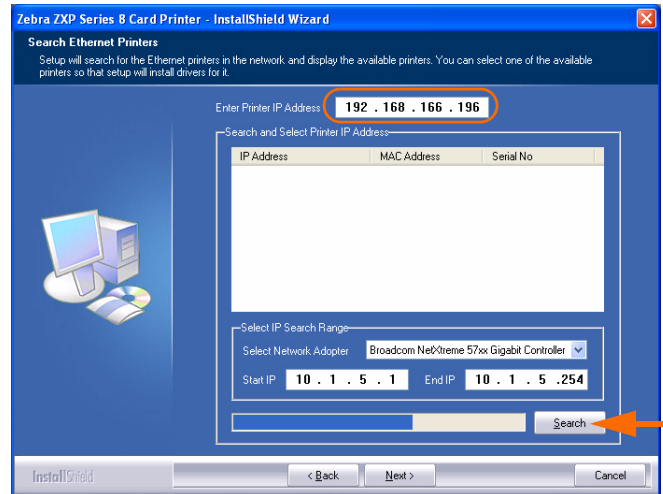 Zebra ZXP Series 8 Card Printer - InstallShield Wizard
Search Ethernet Printers
Setup will search for the Ethernet printers in the network and display the available printers. You can select one of the available
printers so that setup will install drivers for it.
Enter Printer IP Address 192 . 168 . 166 . 196
Search and Select Printer IP Address
IP Address MAC Address Serial No
Select IP Search Range
Select Network Adopter Broadcom NetXtreme 57xx Gigabit Controller
Start IP 10 . 1 . 5 . 1 End IP 10 . 1 . 5 .254
Search
InstallShield < Back Next > Cancel